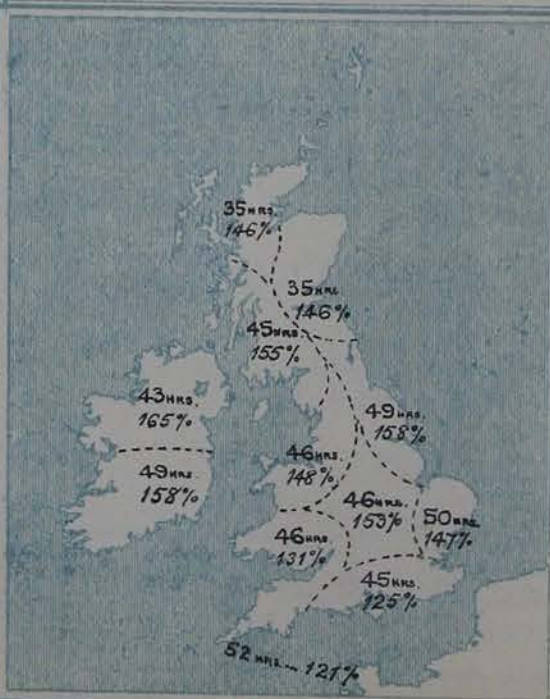 35 HRS.
146%
35 HRS.
146%
45 HRS.
155%
43 HRS.
165%
49 HRS.
158%
49 HRS.
158%
46 HRS.
148%
46 HRS.
153%
50 HRS.
147%
46 HRS.
131%
45 HRS.
125%
52 HRS. 121%